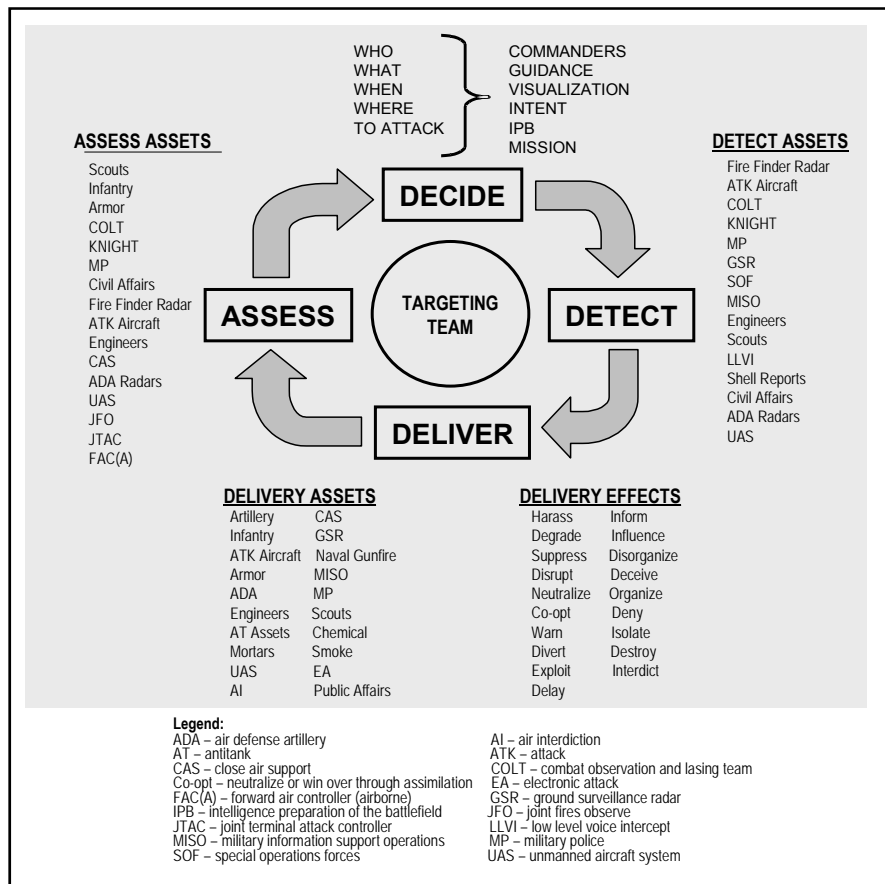 WHO
WHAT
WHEN
WHERE
TO ATTACK
COMMANDERS
GUIDANCE
VISUALIZATION
INTENT
IPB
MISSION
ASSESS ASSETS
Scouts
Infantry
Armor
COLT
KNIGHT
MP
Civil Affairs
Fire Finder Radar
ATK Aircraft
Engineers
CAS
ADA Radars
UAS
JFO
JTAC
FAC(A)
DECIDE
ASSESS
TARGETING
TEAM
DETECT
DELIVER
DETECT ASSETS
Fire Finder Radar
ATK Aircraft
COLT
KNIGHT
MP
GSR
SOF
MISO
Engineers
Scouts
LLVI
Shell Reports
Civil Affairs
ADA Radars
UAS
DELIVERY ASSETS
Artillery CAS
Infantry GSR
ATK Aircraft Naval Gunfire
Armor MISO
ADA MP
Engineers Scouts
AT Assets Chemical
Mortars Smoke
UAS EA
AI Public Affairs
DELIVERY EFFECTS
Harass Inform
Degrade Influence
Suppress Disorganize
Disrupt Deceive
Neutralize Organize
Co-opt Deny
Warn Isolate
Divert Destroy
Exploit Interdict
Delay
Legend:
ADA – air defense artillery
AT – antitank
CAS – close air support
Co-opt – neutralize or win over through assimilation
FAC(A) – forward air controller (airborne)
IPB – intelligence preparation of the battlefield
JTAC – joint terminal attack controller
MISO – military information support operations
SOF – special operations forces
AI – air interdiction
ATK – attack
COLT – combat observation and lasing team
EA – electronic attack
GSR – ground surveillance radar
JFO – joint fires observe
LLVI – low level voice intercept
MP – military police
UAS – unmanned aircraft system